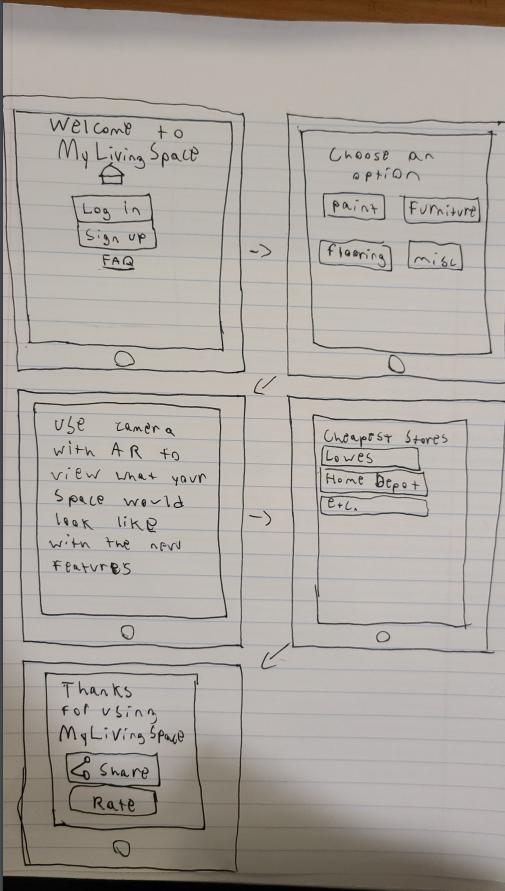 Welcome to
My Living Space
Log in
Sign up
FAQ
Choose an
option
paint
Furniture
flooring
misc
Use camera
with AR to
view what your
space would
look like
with the new
features
Cheapest Stores
Lowes
Home Depot
etc.
Thanks
for using
My Living Space
Share
Rate